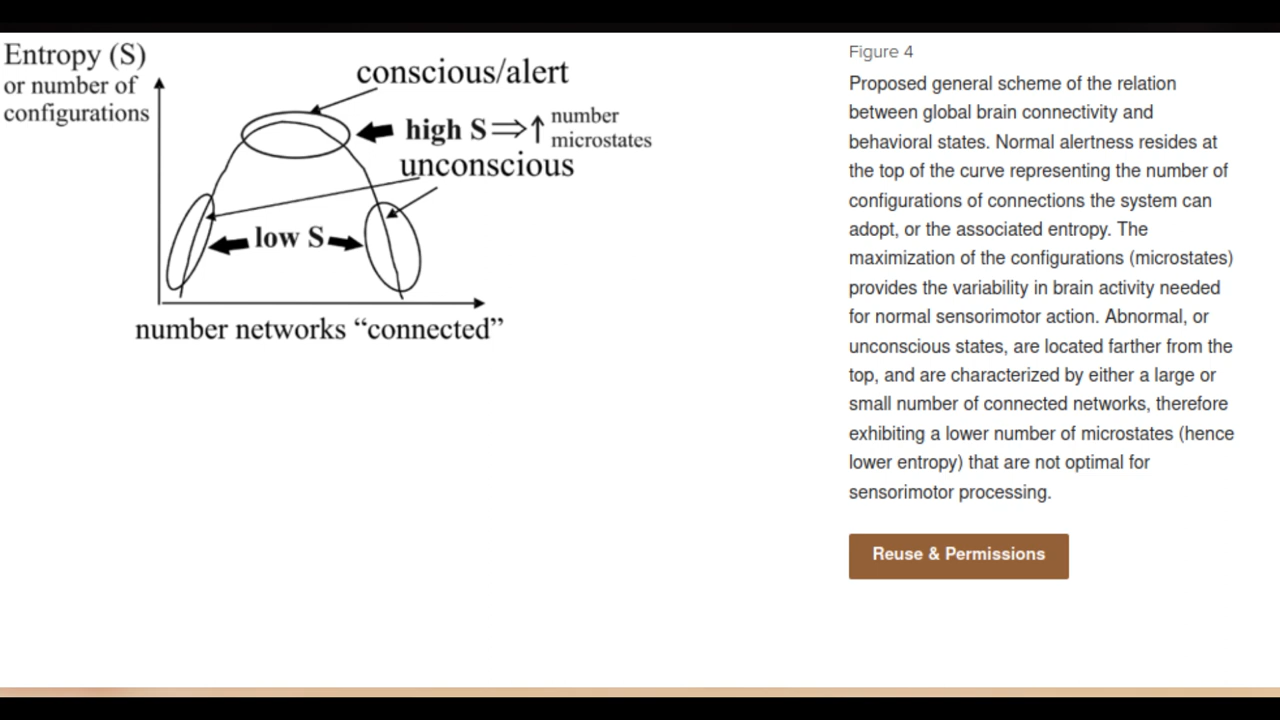 Entropy (S)
or number of
configurations
conscious/alert
high S ⇒ ↑ number
microstates
unconscious
low S
number networks “connected”
Figure 4
Proposed general scheme of the relation
between global brain connectivity and
behavioral states. Normal alertness resides at
the top of the curve representing the number of
configurations of connections the system can
adopt, or the associated entropy. The
maximization of the configurations (microstates)
provides the variability in brain activity needed
for normal sensorimotor action. Abnormal, or
unconscious states, are located farther from the
top, and are characterized by either a large or
small number of connected networks, therefore
exhibiting a lower number of microstates (hence
lower entropy) that are not optimal for
sensorimotor processing.
Reuse & Permissions